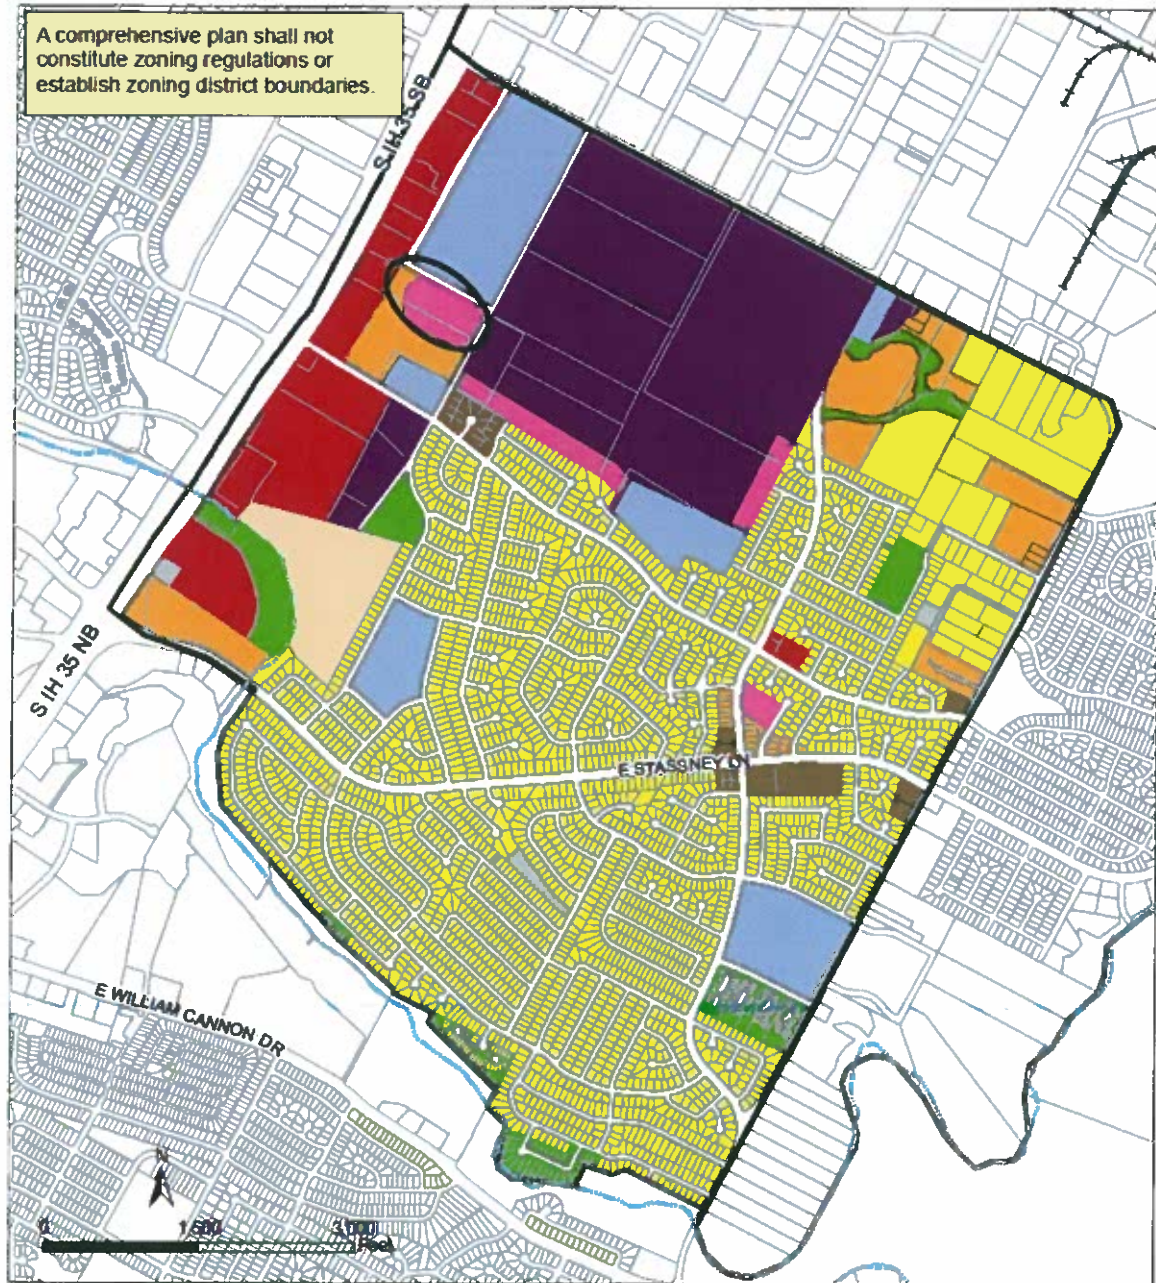 A comprehensive plan shall not
constitute zoning regulations or
establish zoning district boundaries.
S IH 35 SB
S IH 35 NB
E STASSNEY LN
E WILLIAM CANNON DR
N
0 1,500 3,000
Feet